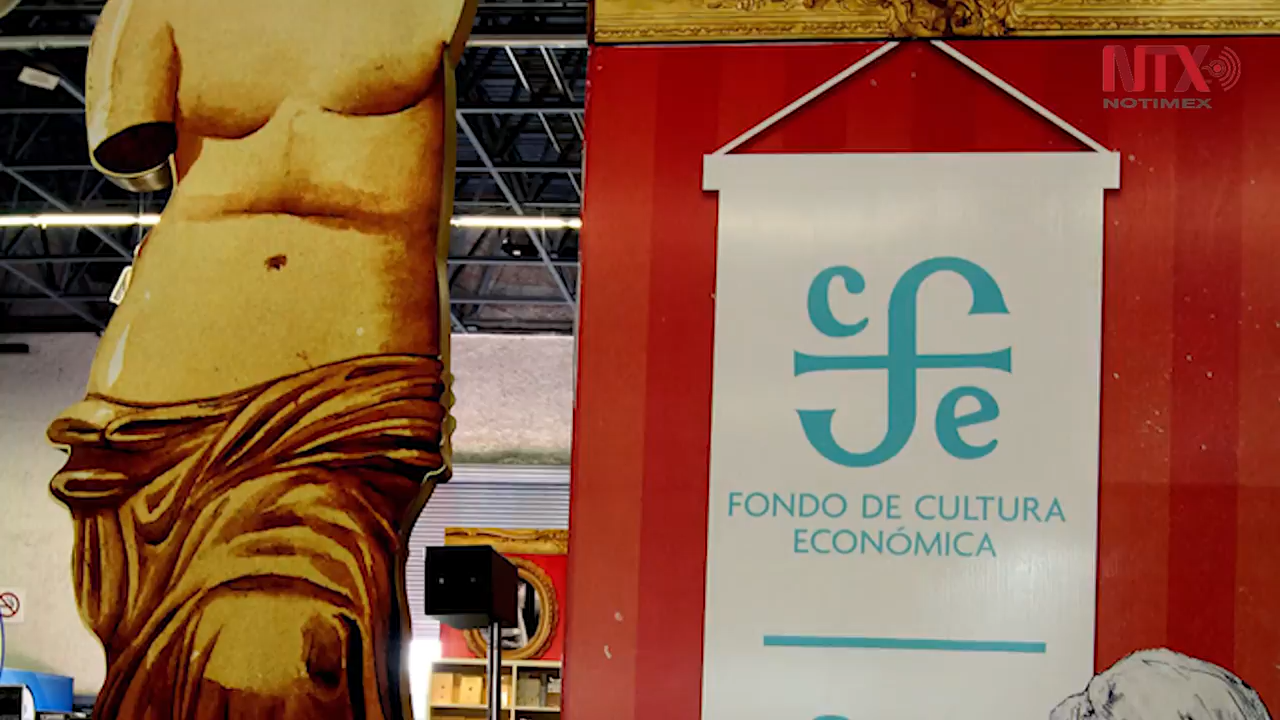 NTX
NOTIMEX
cfe
FONDO DE CULTURA
ECONÓMICA